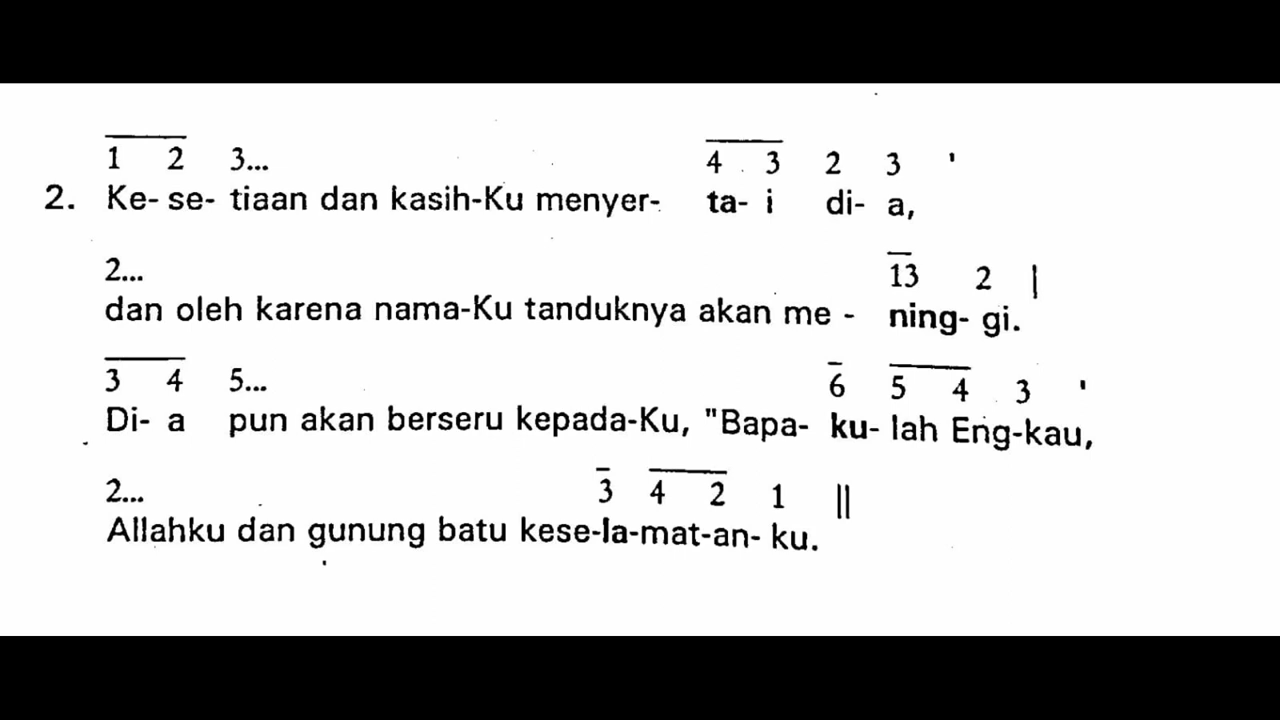 1 2 3... 4 3 2 3 '
2. Ke- se- tiaan dan kasih-Ku menyer- ta- i di- a,
2... 13 2 |
dan oleh karena nama-Ku tanduknya akan me - ning- gi.
3 4 5... 6 5 4 3 '
Di- a pun akan berseru kepada-Ku, "Bapa- ku- lah Eng-kau,
2... 3 4 2 1 ||
Allahku dan gunung batu kese-la-mat-an- ku.